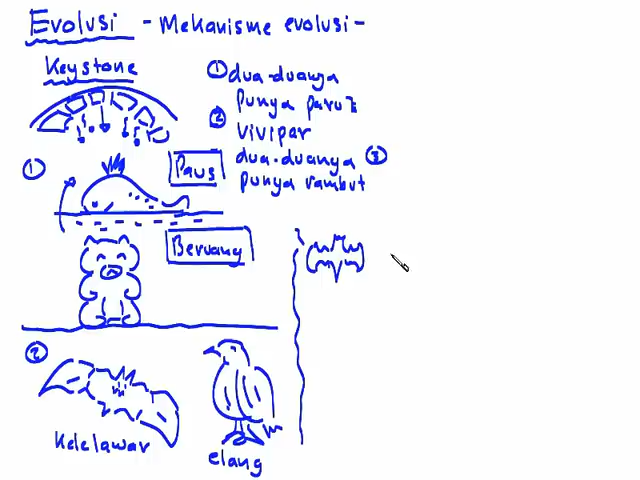 Evolusi - Mekanisme evolusi -
Keystone
① dua-duanya
punya paru2
② vivipar
dua-duanya ③
punya rambut
①
Paus
Beruang
②
Kelelawar
elang